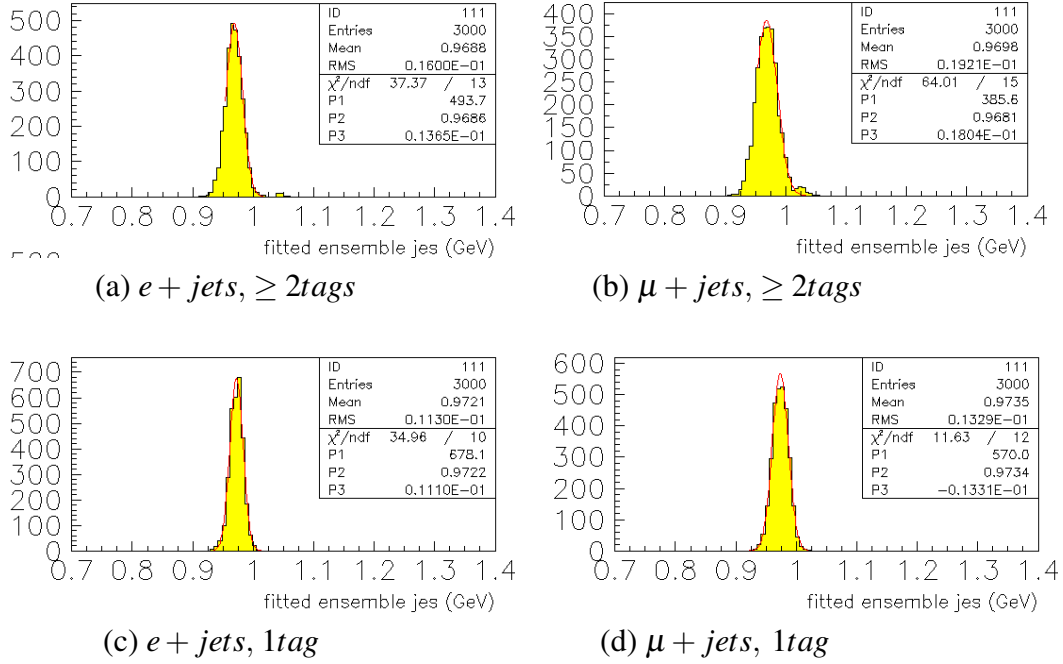 500
400
300
200
100
0
0.7 0.8 0.9 1 1.1 1.2 1.3 1.4
fitted ensemble jes (GeV)
ID 111
Entries 3000
Mean 0.9688
RMS 0.1600E-01
χ²/ndf 37.37 / 13
P1 493.7
P2 0.9686
P3 0.1365E-01
(a) e + jets, ≥ 2tags
400
350
300
250
200
150
100
50
0
0.7 0.8 0.9 1 1.1 1.2 1.3 1.4
fitted ensemble jes (GeV)
ID 111
Entries 3000
Mean 0.9698
RMS 0.1921E-01
χ²/ndf 64.01 / 15
P1 385.6
P2 0.9681
P3 0.1804E-01
(b) μ + jets, ≥ 2tags
700
600
500
400
300
200
100
0
0.7 0.8 0.9 1 1.1 1.2 1.3 1.4
fitted ensemble jes (GeV)
ID 111
Entries 3000
Mean 0.9721
RMS 0.1130E-01
χ²/ndf 34.96 / 10
P1 678.1
P2 0.9722
P3 0.1110E-01
(c) e + jets, 1tag
600
500
400
300
200
100
0
0.7 0.8 0.9 1 1.1 1.2 1.3 1.4
fitted ensemble jes (GeV)
ID 111
Entries 3000
Mean 0.9735
RMS 0.1329E-01
χ²/ndf 11.63 / 12
P1 570.0
P2 0.9734
P3 −0.1331E-01
(d) μ + jets, 1tag